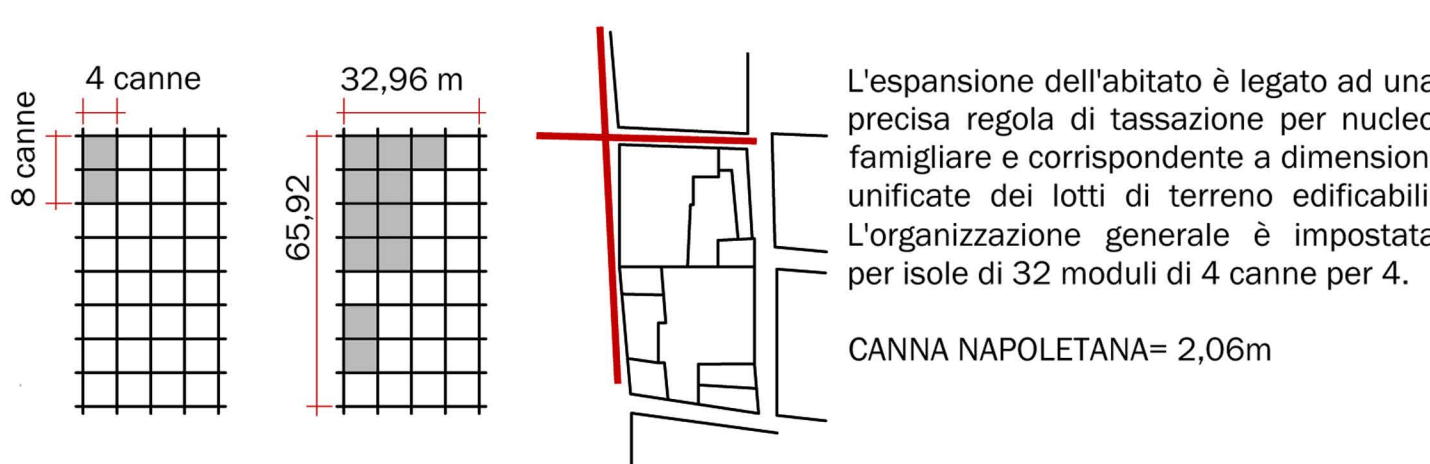 4 canne
8 canne
32,96 m
65,92
L'espansione dell'abitato è legato ad una
precisa regola di tassazione per nucleo
famigliare e corrispondente a dimension
unificate dei lotti di terreno edificabili
L'organizzazione generale è impostata
per isole di 32 moduli di 4 canne per 4.
CANNA NAPOLETANA= 2,06m